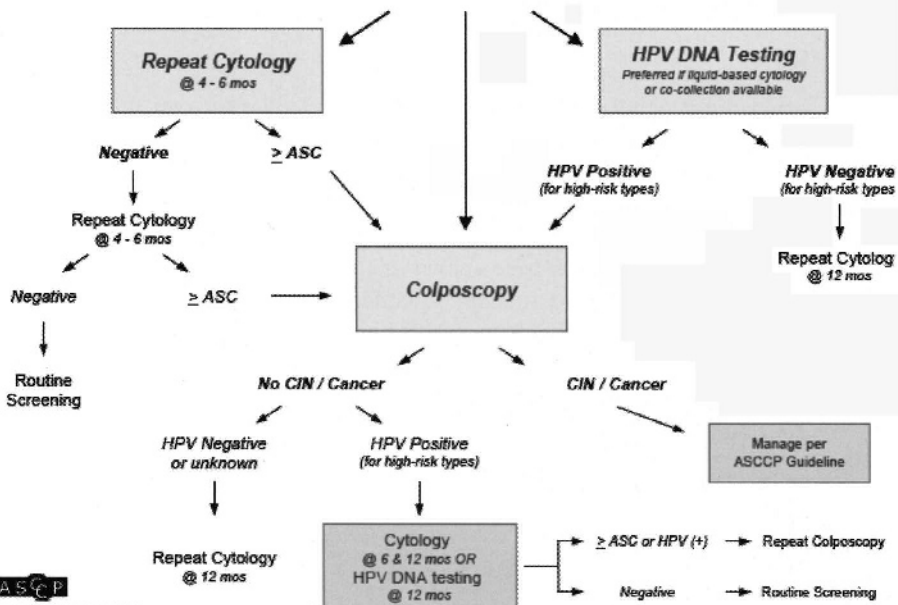 Repeat Cytology
@ 4 - 6 mos
HPV DNA Testing
Preferred if liquid-based cytology
or co-collection available
Negative
≥ ASC
HPV Positive
(for high-risk types)
HPV Negative
(for high-risk types
Repeat Cytology
@ 4 - 6 mos
Repeat Cytolog
@ 12 mos
Negative
≥ ASC
Colposcopy
Routine
Screening
No CIN / Cancer
CIN / Cancer
HPV Negative
or unknown
HPV Positive
(for high-risk types)
Manage per
ASCCP Guideline
Repeat Cytology
@ 12 mos
Cytology
@ 6 & 12 mos OR
HPV DNA testing
@ 12 mos
≥ ASC or HPV (+)
Repeat Colposcopy
Negative
Routine Screening
ASCCP